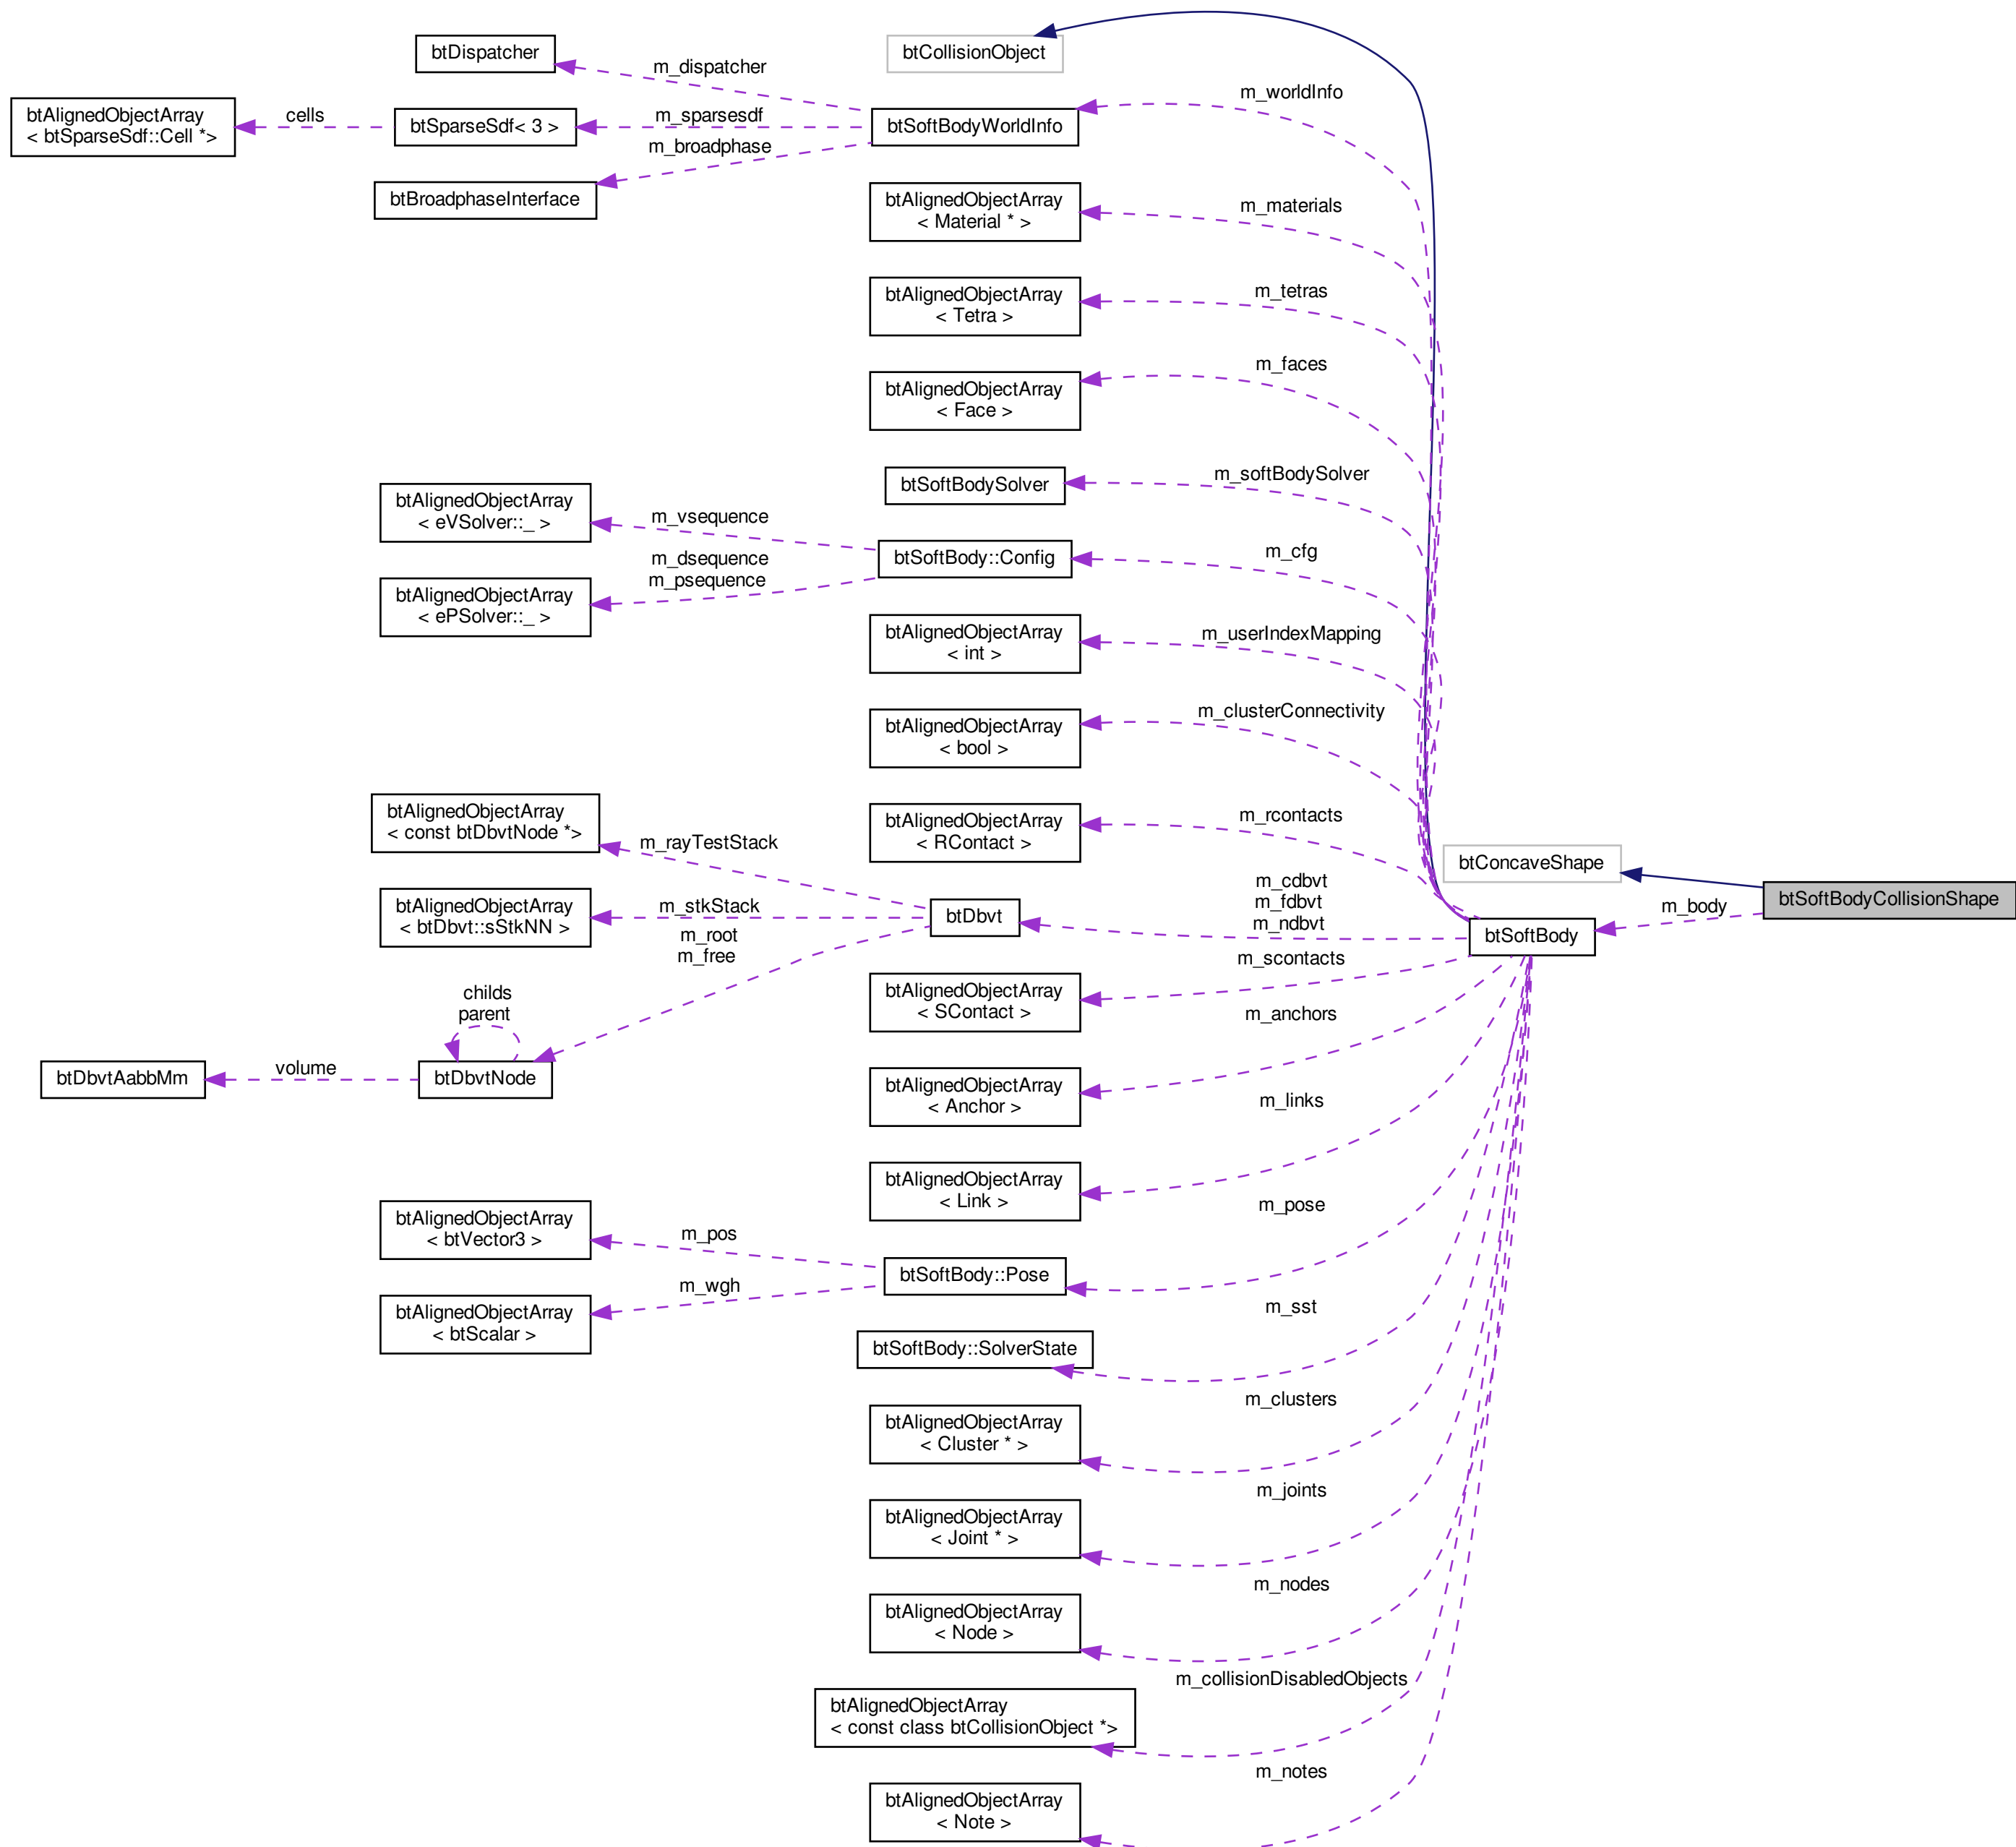 btDispatcher
btCollisionObject
m_dispatcher
m_worldInfo
btAlignedObjectArray
< btSparseSdf::Cell *>
cells
btSparseSdf< 3 >
m_sparsesdf
btSoftBodyWorldInfo
m_broadphase
btBroadphaseInterface
btAlignedObjectArray
< Material * >
m_materials
btAlignedObjectArray
< Tetra >
m_tetras
btAlignedObjectArray
< Face >
m_faces
btSoftBodySolver
m_softBodySolver
btAlignedObjectArray
< eVSolver::_ >
m_vsequence
m_dsequence
m_psequence
btSoftBody::Config
m_cfg
btAlignedObjectArray
< ePSolver::_ >
btAlignedObjectArray
< int >
m_userIndexMapping
btAlignedObjectArray
< bool >
m_clusterConnectivity
btAlignedObjectArray
< const btDbvtNode *>
m_rayTestStack
btAlignedObjectArray
< RContact >
m_rcontacts
btConcaveShape
btSoftBodyCollisionShape
m_body
btSoftBody
btAlignedObjectArray
< btDbvt::sStkNN >
m_stkStack
m_root
m_free
btDbvt
m_cdbvt
m_fdbvt
m_ndbvt
btAlignedObjectArray
< SContact >
m_scontacts
childs
parent
btDbvtAabbMm
volume
btDbvtNode
btAlignedObjectArray
< Anchor >
m_anchors
btAlignedObjectArray
< Link >
m_links
btAlignedObjectArray
< btVector3 >
m_pos
btSoftBody::Pose
m_pose
btAlignedObjectArray
< btScalar >
m_wgh
btSoftBody::SolverState
m_sst
btAlignedObjectArray
< Cluster * >
m_clusters
btAlignedObjectArray
< Joint * >
m_joints
btAlignedObjectArray
< Node >
m_nodes
btAlignedObjectArray
< const class btCollisionObject *>
m_collisionDisabledObjects
btAlignedObjectArray
< Note >
m_notes